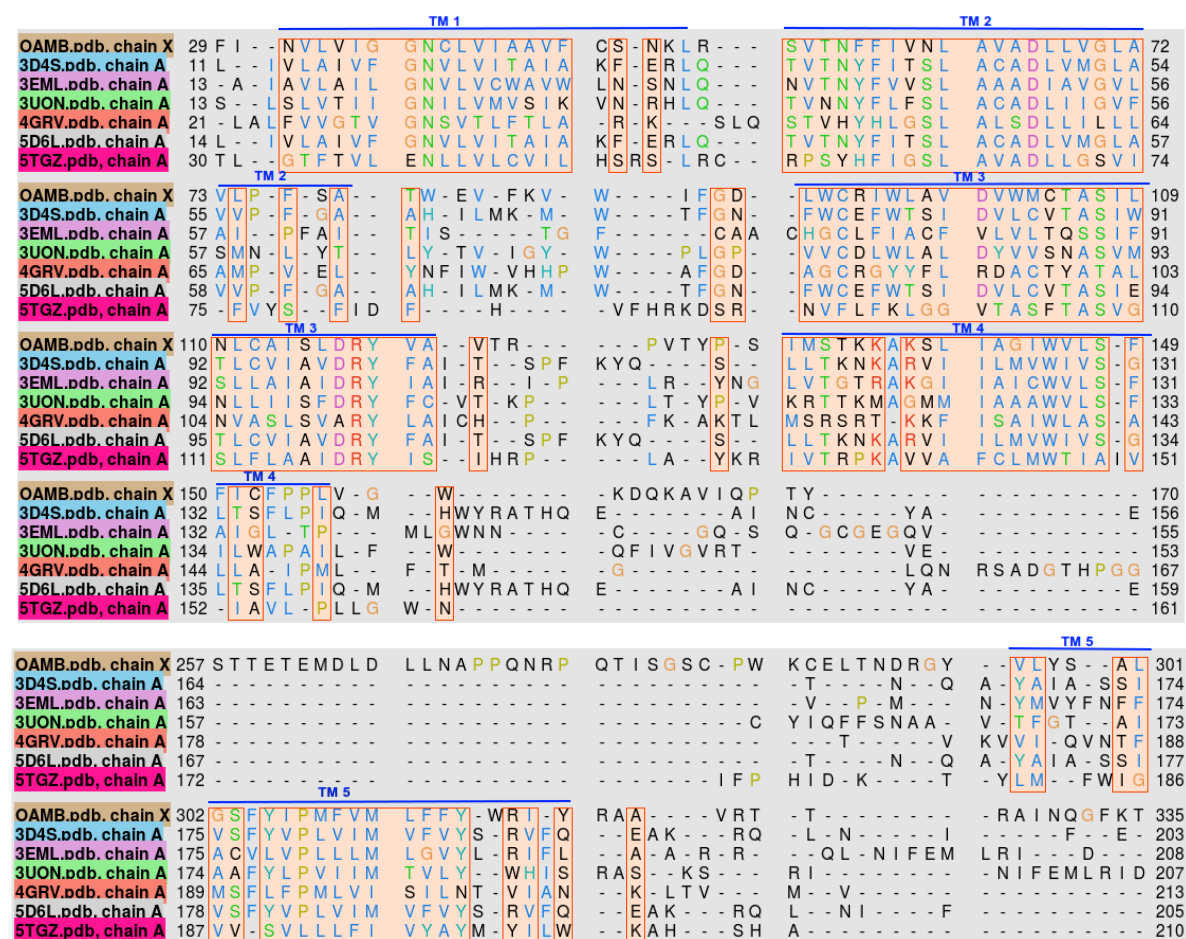 TM 1 TM 2
OAMB.pdb, chain X 29 F I - - N V L V I G G N C L V I A A V F C S - N K L R - - - S V T N F F I V N L A V A D L L V G L A 72
3D4S.pdb, chain A 11 L - - I V L A I V F G N V L V I T A I A K F - E R L Q - - - T V T N Y F I T S L A C A D L V M G L A 54
3EML.pdb, chain A 13 - A - I A V L A I L G N V L V C W A V W L N - S N L Q - - - N V T N Y F V V S L A A A D I A V G V L 56
3UON.pdb, chain A 13 S - - L S L V T I I G N I L V M V S I K V N - R H L Q - - - T V N N Y F L F S L A C A D L I I G V F 56
4GRV.pdb, chain A 21 - L A L F V V G T V G N S V T L F T L A - R - K - - - S L Q S T V H Y H L G S L A L S D L L I L L L 64
5D6L.pdb, chain A 14 L - - I V L A I V F G N V L V I T A I A K F - E R L Q - - - T V T N Y F I T S L A C A D L V M G L A 57
5TGZ.pdb, chain A 30 T L - - G T F T V L E N L L V L C V I L H S R S - L R C - - R P S Y H F I G S L A V A D L L G S V I 74
TM 2 TM 3
OAMB.pdb, chain X 73 V L P - F - S A - - T W - E V - F K V - W - - - - I F G D - - L W C R I W L A V D V W M C T A S I L 109
3D4S.pdb, chain A 55 V V P - F - G A - - A H - I L M K - M - W - - - - T F G N - - F W C E F W T S I D V L C V T A S I W 91
3EML.pdb, chain A 57 A I - - P F A I - - T I S - - - - T G F - - - - - C A A C H G C L F I A C F V L V L T Q S S I F 91
3UON.pdb, chain A 57 S M N - L - Y T - - L Y - T V - I G Y - W - - - - P L G P - - V V C D L W L A L D Y V V S N A S V M 93
4GRV.pdb, chain A 65 A M P - V - E L - - Y N F I W - V H H P W - - - - A F G D - - A G C R G Y Y F L R D A C T Y A T A L 103
5D6L.pdb, chain A 58 V V P - F - G A - - A H - I L M K - M - W - - - - T F G N - - F W C E F W T S I D V L C V T A S I E 94
5TGZ.pdb, chain A 75 - F V Y S - - F I D F - - - - H - - - - - V F H R K D S R - - N V F L F K L G G V T A S F T A S V G 110
TM 3 TM 4
OAMB.pdb, chain X 110 N L C A I S L D R Y V A - - V T R - - - - - - P V T Y P - S I M S T K K A K S L I A G I W V L S - F 149
3D4S.pdb, chain A 92 T L C V I A V D R Y F A I - T - - S P F K Y Q - - - - S - - L L T K N K A R V I I L M V W I V S - G 131
3EML.pdb, chain A 92 S L L A I A I D R Y I A I - R - - I - P - - - L R - - Y N G L V T G T R A K G I I A I C W V L S - F 131
3UON.pdb, chain A 94 N L L I I S F D R Y F C - V T - K P - - - - - L T - Y P - V K R T T K M A G M M I A A A W V L S - F 133
4GRV.pdb, chain A 104 N V A S L S V A R Y L A I C H - - P - - - - - F K - A K T L M S R S R T - K K F I S A I W L A S - A 143
5D6L.pdb, chain A 95 T L C V I A V D R Y F A I - T - - S P F K Y Q - - - - S - - L L T K N K A R V I I L M V W I V S - G 134
5TGZ.pdb, chain A 111 S L F L A A I D R Y I S - - I H R P - - - - - L A - - Y K R I V T R P K A V V A F C L M W T I A I V 151
TM 4
OAMB.pdb, chain X 150 F I C F P P L V - G - - W - - - - - - - - K D Q K A V I Q P T Y - - - - - - - - - - - - - - - - - - 170
3D4S.pdb, chain A 132 L T S F L P I Q - M - - H W Y R A T H Q E - - - - - - - A I N C - - - - - Y A - - - - - - - - - - E 156
3EML.pdb, chain A 132 A I G L - T P - - - M L G W N N - - - - - C - - - G Q - S Q - G C G E G Q V - - - - - - - - - - - - 155
3UON.pdb, chain A 134 I L W A P A I L - F - - W - - - - - - - - Q F I V G V R T - - - - - - - - V E - - - - - - - - - - - 153
4GRV.pdb, chain A 144 L L A - I P M L - - F - T - M - - - - - - G - - - - - - - - - - - - - - - L Q N R S A D G T H P G G 167
5D6L.pdb, chain A 135 L T S F L P I Q - M - - H W Y R A T H Q E - - - - - - - A I N C - - - - - Y A - - - - - - - - - - E 159
5TGZ.pdb, chain A 152 - I A V L - P L L G W - N - - - - - - - - - - - - - - - - - - - - - - - - - - - - - - - - - - - - - 161
TM 5
OAMB.pdb, chain X 257 S T T E T E M D L D L L N A P P Q N R P Q T I S G S C - P W K C E L T N D R G Y - - V L Y S - - A L 301
3D4S.pdb, chain A 164 - - - - - - - - - - - - - - - - - - - - - - - - - - - - - - - T - - - - N - - Q A - Y A I A - S S I 174
3EML.pdb, chain A 163 - - - - - - - - - - - - - - - - - - - - - - - - - - - - - - - V - - P - M - - - N - Y M V Y F N F F 174
3UON.pdb, chain A 157 - - - - - - - - - - - - - - - - - - - - - - - - - - - - C Y I Q F F S N A A - V - T F G T - - A I 173
4GRV.pdb, chain A 178 - - - - - - - - - - - - - - - - - - - - - - - - - - - - - - - - - T - - - - - V K V V I - Q V N T F 188
5D6L.pdb, chain A 167 - - - - - - - - - - - - - - - - - - - - - - - - - - - - - - - T - - - - N - - Q A - Y A I A - S S I 177
5TGZ.pdb, chain A 172 - - - - - - - - - - - - - - - - - - - - - - - - - - I F P H I D - K - - - - T - Y L M - - F W I G 186
TM 5
OAMB.pdb, chain X 302 G S F Y I P M F V M L F F Y - W R I - Y R A A - - - - V R T - T - - - - - - - - R A I N Q G F K T 335
3D4S.pdb, chain A 175 V S F Y V P L V I M V F V Y S - R V F Q - - E A K - - R Q - L - N - - - - I - - - - - F - - E - 203
3EML.pdb, chain A 175 A C V L V P L L L M L G V Y L - R I F L - - A - A - R - R - - - Q L - N I F E M L R I - - - D - - - 208
3UON.pdb, chain A 174 A A F Y L P V I I M T V L Y - - W H I S R A S - - K S - - - R I - - - - - - - - - N I F E M L R I D 207
4GRV.pdb, chain A 189 M S F L F P M L V I S I L N T - V I A N - - K - L T V - - - M - - V - - - - - - - - - - - - - - - - 213
5D6L.pdb, chain A 178 V S F Y V P L V I M V F V Y S - R V F Q - - E A K - - R Q L - - N I - - - - F - - - - - - - - - - 205
5TGZ.pdb, chain A 187 V V - S V L L L F I V Y A Y M - Y I L W - - K A H - - S H A - - - - - - - - - - - - - - - - - - - 210